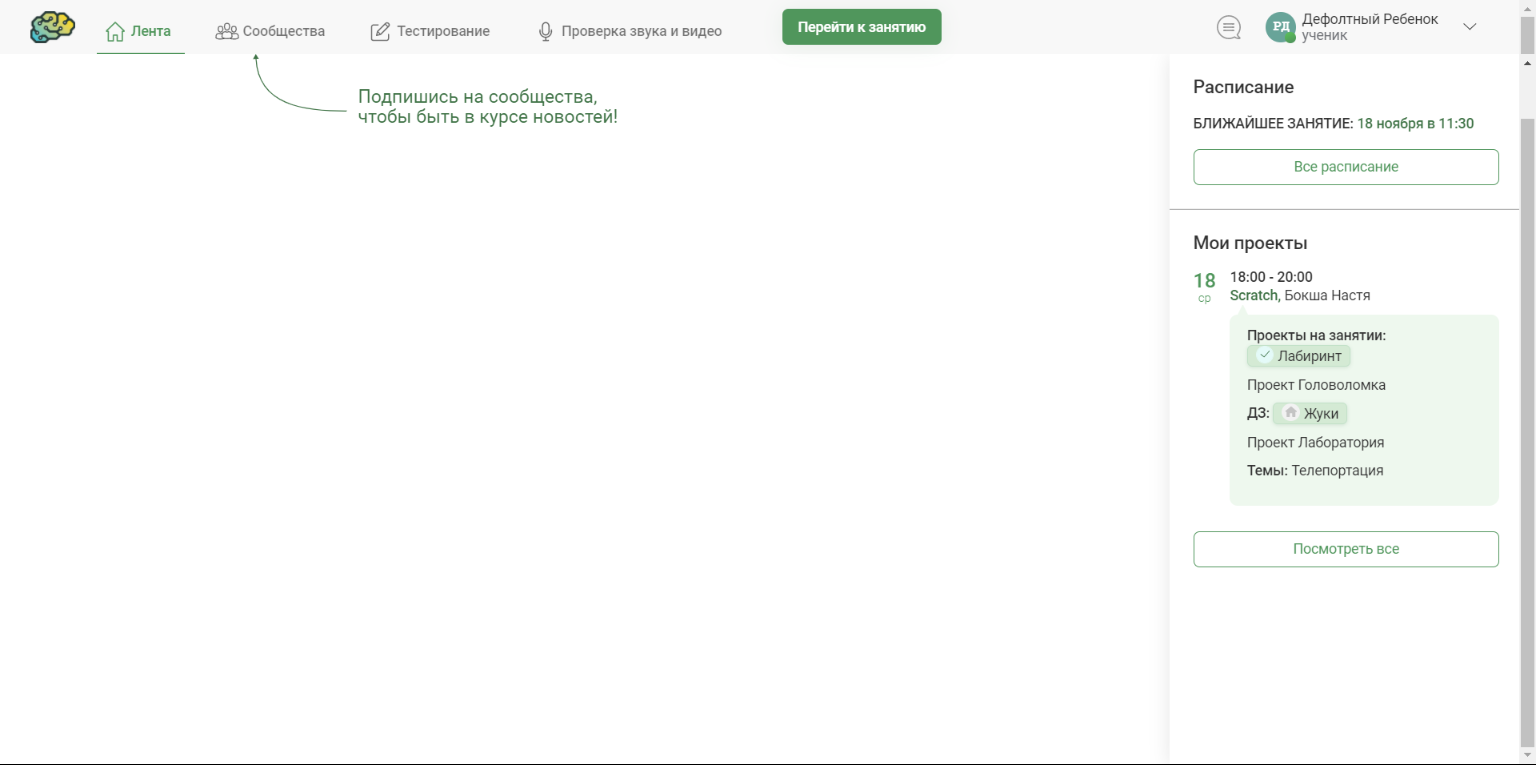 Лента
Сообщества
Тестирование
Проверка звука и видео
Перейти к занятию
РД
Дефолтный Ребенок
ученик
Подпишись на сообщества,
чтобы быть в курсе новостей!
Расписание
БЛИЖАЙШЕЕ ЗАНЯТИЕ: 18 ноября в 11:30
Все расписание
Мои проекты
18
ср
18:00 - 20:00
Scratch, Бокша Настя
Проекты на занятии:
Лабиринт
Проект Головоломка
ДЗ: Жуки
Проект Лаборатория
Темы: Телепортация
Посмотреть все